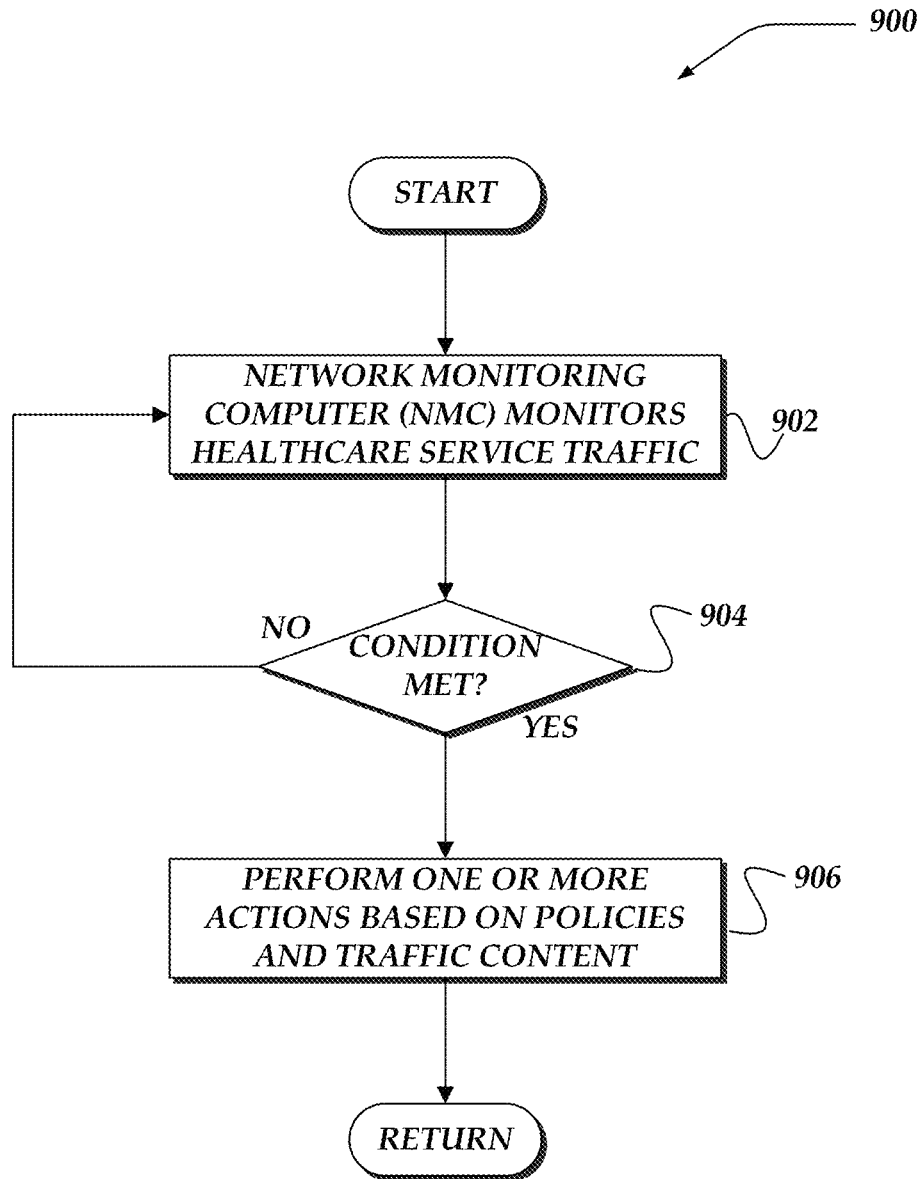 900
START
NETWORK MONITORING
COMPUTER (NMC) MONITORS
HEALTHCARE SERVICE TRAFFIC
902
NO
CONDITION
MET?
904
YES
PERFORM ONE OR MORE
ACTIONS BASED ON POLICIES
AND TRAFFIC CONTENT
906
RETURN